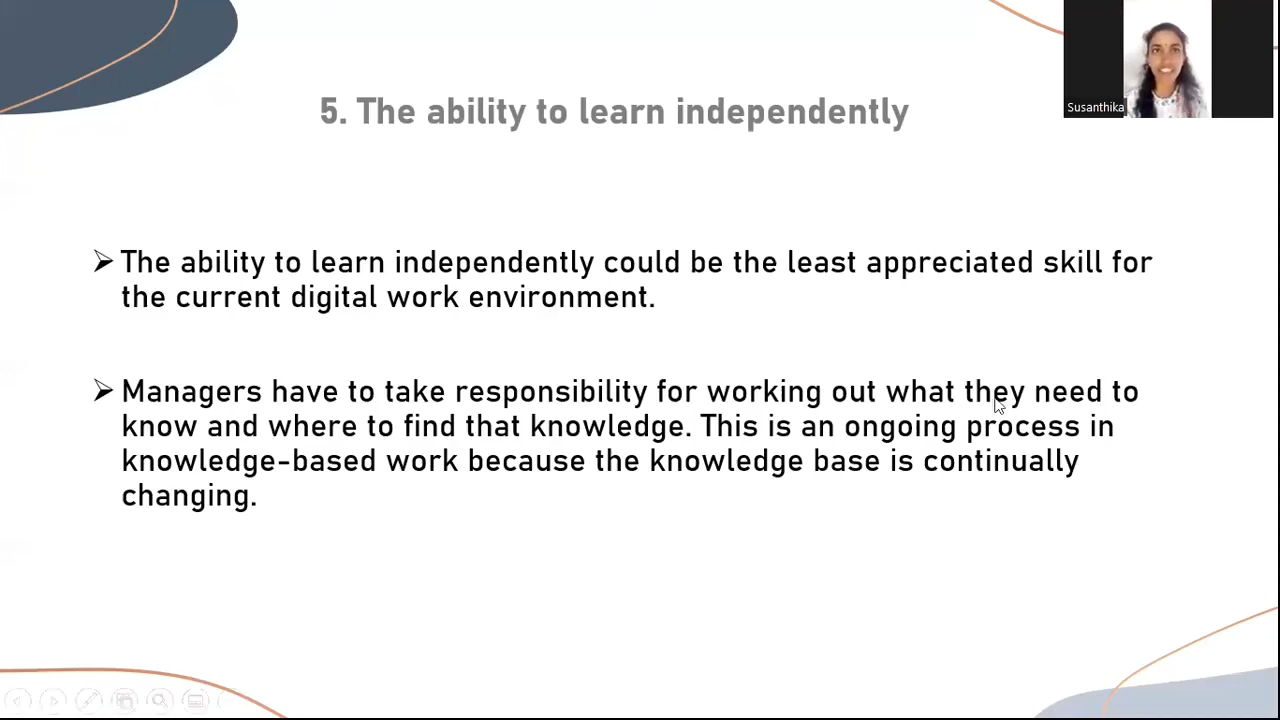 Susanthika
5. The ability to learn independently
➢ The ability to learn independently could be the least appreciated skill for
the current digital work environment.
➢ Managers have to take responsibility for working out what they need to
know and where to find that knowledge. This is an ongoing process in
knowledge-based work because the knowledge base is continually
changing.